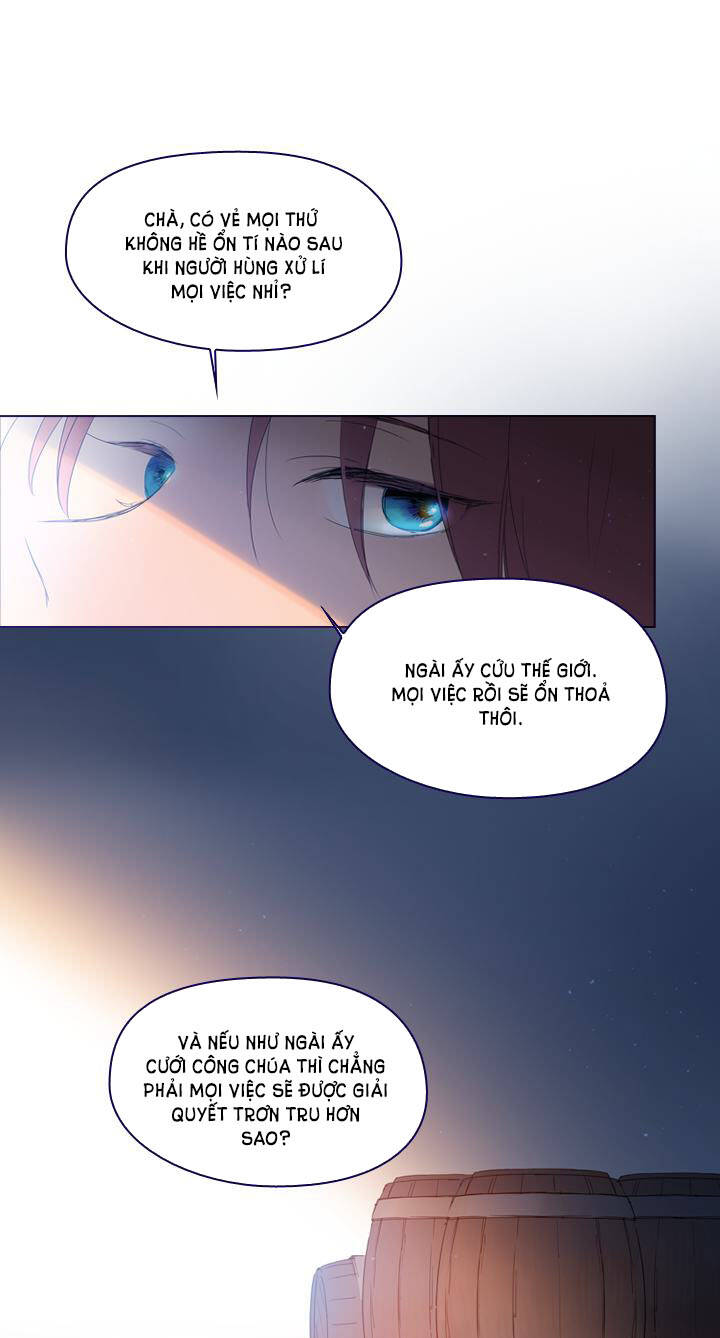 CHÀ, CÓ VẺ MỌI THỨ
KHÔNG HỀ ỔN TÍ NÀO SAU
KHI NGƯỜI HÙNG XỬ LÍ
MỌI VIỆC NHỈ?
NGÀI ẤY CỨU THẾ GIỚI.
MỌI VIỆC RỒI SẼ ỔN THOẢ
THÔI.
VÀ NẾU NHƯ NGÀI ẤY
CƯỚI CÔNG CHÚA THÌ CHẲNG
PHẢI MỌI VIỆC SẼ ĐƯỢC GIẢI
QUYẾT TRƠN TRU HƠN
SAO?